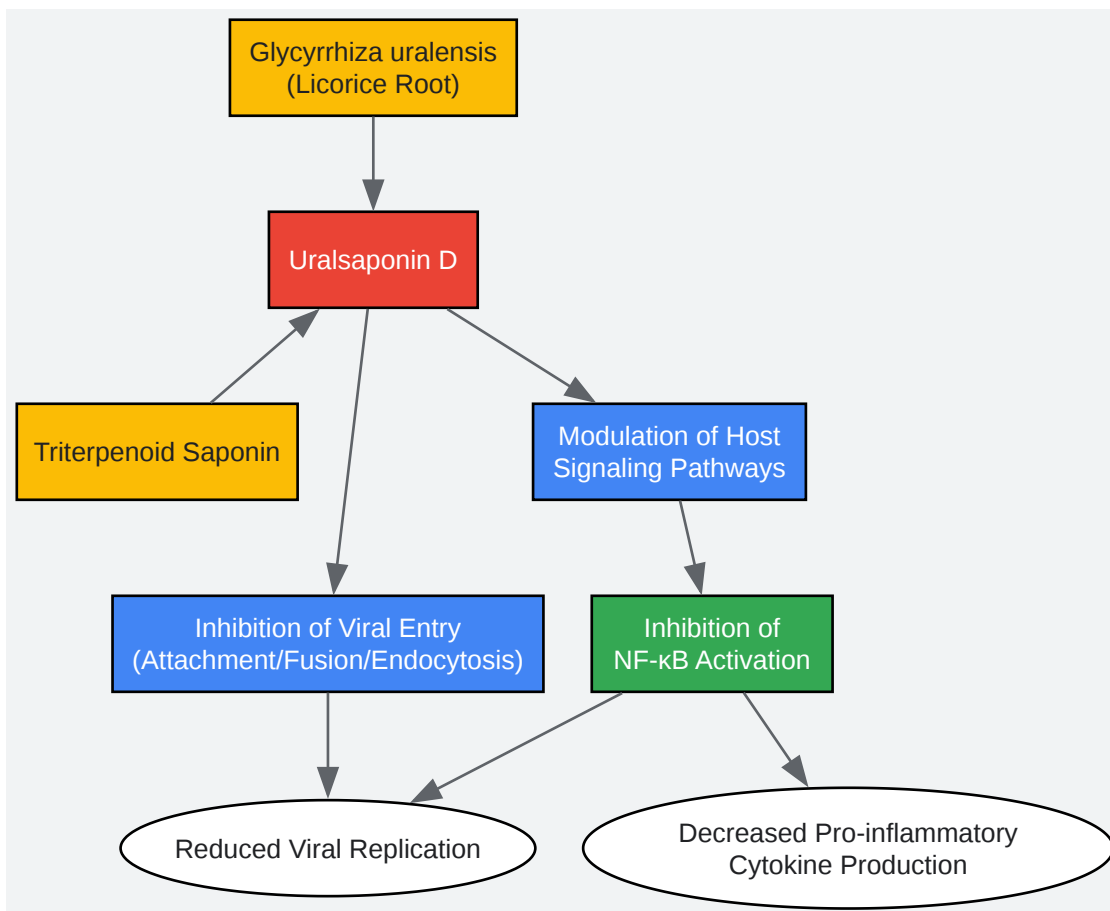 Glycyrrhiza uralensis
(Licorice Root)
Uralsaponin D
Triterpenoid Saponin
Modulation of Host
Signaling Pathways
Inhibition of Viral Entry
(Attachment/Fusion/Endocytosis)
Inhibition of
NF-κB Activation
Reduced Viral Replication
Decreased Pro-inflammatory
Cytokine Production